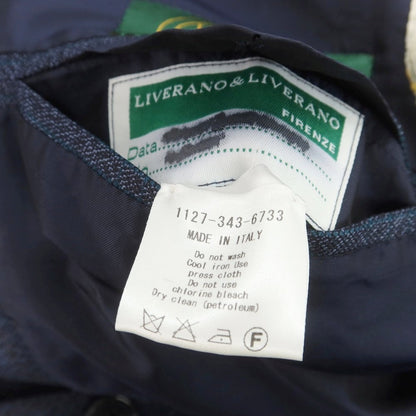 LIVERANO & LIVERANO
FIRENZE
Data
1127-343-6733
MADE IN ITALY
Do not wash
Cool iron Use
press cloth
Do not use
chlorine bleach
Dry clean (petroleum)
F